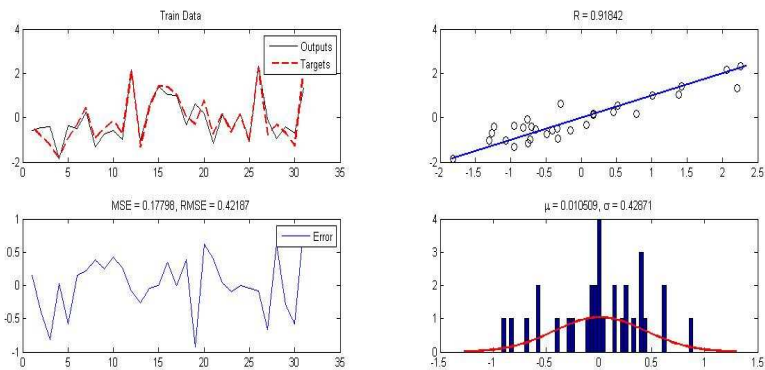 Train Data
4
2
0
-2
0 5 10 15 20 25 30 35
Outputs
Targets
R = 0.91842
4
2
0
-2
-2 -1.5 -1 -0.5 0 0.5 1 1.5 2 2.5
MSE = 0.17798, RMSE = 0.42187
1
0.5
0
-0.5
-1
0 5 10 15 20 25 30 35
Error
μ = 0.010509, σ = 0.42871
4
3
2
1
0
-1.5 -1 -0.5 0 0.5 1 1.5